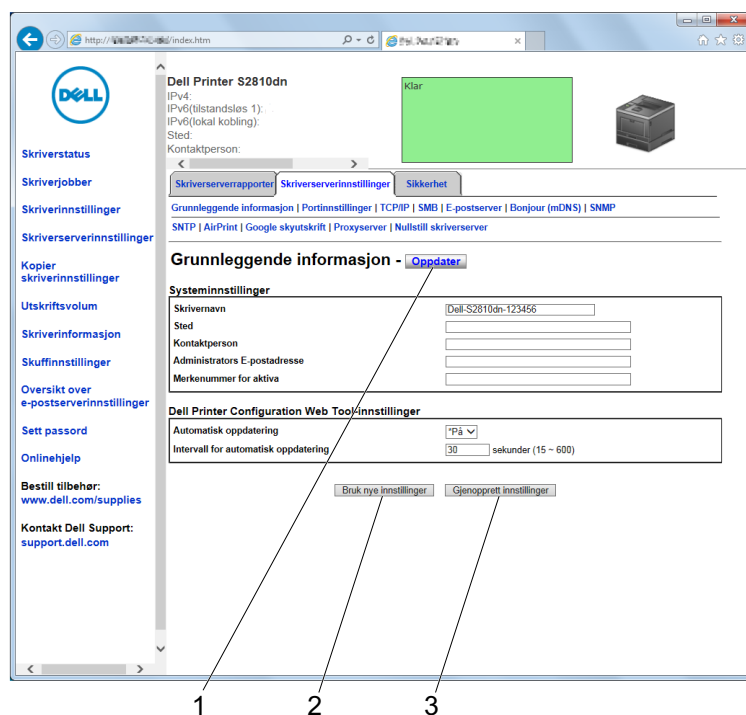 http:// /index.htm
DELL
Dell Printer S2810dn
IPv4:
IPv6(tilstandsløs 1):
IPv6(lokal kobling):
Sted:
Kontaktperson:
Klar
Skriverstatus
Skriverjobber
Skriverinnstillinger
Skriverserverinnstillinger
Kopier
skriverinnstillinger
Utskriftsvolum
Skriverinformasjon
Skuffinnstillinger
Oversikt over
e-postserverinnstillinger
Sett passord
Onlinehjelp
Bestill tilbehør:
www.dell.com/supplies
Kontakt Dell Support:
support.dell.com
Skriverserverrapporter Skriverserverinnstillinger Sikkerhet
Grunnleggende informasjon | Portinnstillinger | TCP/IP | SMB | E-postserver | Bonjour (mDNS) | SNMP
SNTP | AirPrint | Google skyutskrift | Proxyserver | Nullstill skriverserver
Grunnleggende informasjon - Oppdater
Systeminnstillinger
Skrivernavn Dell-S2810dn-123456
Sted
Kontaktperson
Administrators E-postadresse
Merkenummer for aktiva
Dell Printer Configuration Web Tool-innstillinger
Automatisk oppdatering *På
Intervall for automatisk oppdatering 30 sekunder (15 ~ 600)
Bruk nye innstillinger Gjenopprett innstillinger
1 2 3